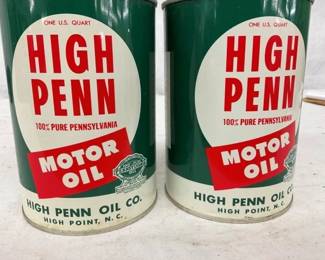 ONE U.S. QUART
HIGH
PENN
100% PURE PENNSYLVANIA
MOTOR
OIL
HIGH PENN OIL CO.
HIGH POINT, N. C.
ONE U.S. QUART
HIGH
PENN
100% PURE PENNSYLVANIA
MOTOR
OIL
HIGH PENN OIL CO.
HIGH POINT, N. C.